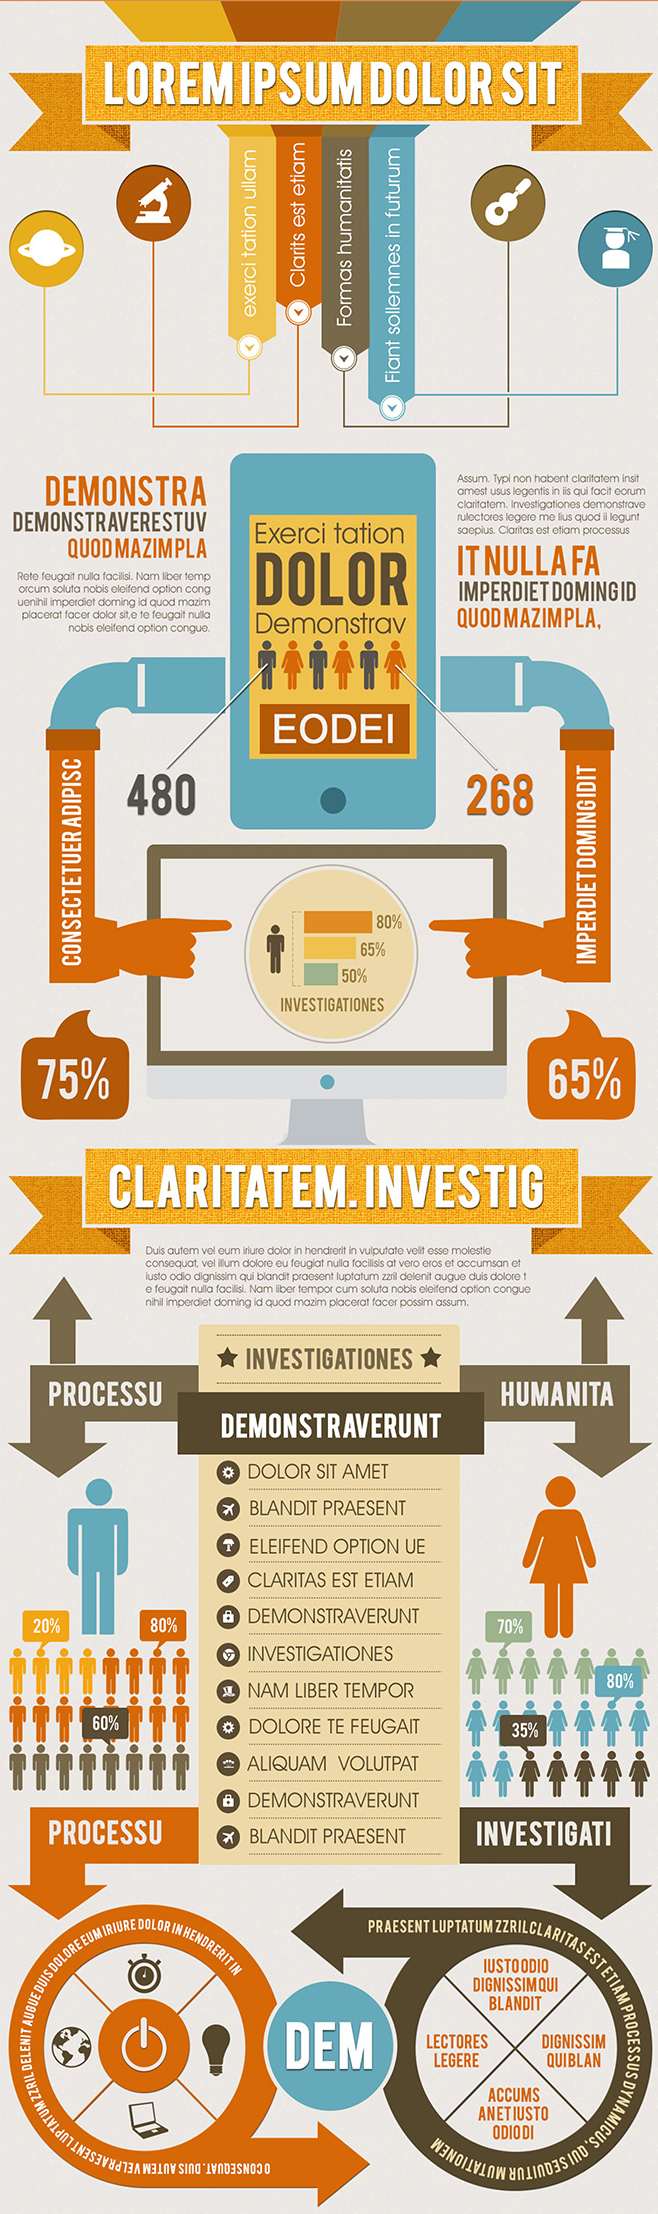 LOREM IPSUM DOLOR SIT
exerci tation ullam
Clarits est etiam
Formas humanitatis
Fiant sollemnes in futurum
DEMONSTRA
DEMONSTRAVERESTUV
QUOD MAZIM PLA
Rete feugait nulla facilisi. Nam liber temp
orcum soluta nobis eleifend option cong
uenihil imperdiet doming id quod mazim
placerat facer dolor sit,e te feugait nulla
nobis eleifend option congue.
Assum. Typi non habent claritatem insit
amest usus legentis in iis qui facit eorum
claritatem. Investigationes demonstrave
rulectores legere me lius quod ii legunt
saepius. Claritas est etiam processus
IT NULLA FA
IMPERDIET DOMING ID
QUOD MAZIM PLA,
Exerci tation
DOLOR
Demonstrav
EODEI
480
268
CONSECTETUER ADIPISC
IMPERDIET DOMING IDIT
80%
65%
50%
INVESTIGATIONES
75%
65%
CLARITATEM. INVESTIG
Duis autem vel eum iriure dolor in hendrerit in vulputate velit esse molestie
consequat, vel illum dolore eu feugiat nulla facilisis at vero eros et accumsan et
iusto odio dignissim qui blandit praesent luptatum zzril delenit augue duis dolore t
e feugait nulla facilisi. Nam liber tempor cum soluta nobis eleifend option congue
nihil imperdiet doming id quod mazim placerat facer possim assum.
INVESTIGATIONES
PROCESSU
HUMANITA
DEMONSTRAVERUNT
DOLOR SIT AMET
BLANDIT PRAESENT
ELEIFEND OPTION UE
CLARITAS EST ETIAM
DEMONSTRAVERUNT
INVESTIGATIONES
NAM LIBER TEMPOR
DOLORE TE FEUGAIT
ALIQUAM VOLUTPAT
DEMONSTRAVERUNT
BLANDIT PRAESENT
20%
80%
60%
70%
80%
35%
PROCESSU
INVESTIGATI
O CONSEQUAT. DUIS AUTEM VEL PRAESENT LUPTATUM ZZRIL DELENIT AUGUE DUIS DOLORE EUM IRIURE DOLOR IN HENDRERIT IN
DEM
PRAESENT LUPTATUM ZZRIL CLARITAS EST ETIAM PROCESSUS DYNAMICUS, QUI SEQUITUR MUTATIONEM
IUSTO ODIO
DIGNISSIM QUI
BLANDIT
LECTORES
LEGERE
DIGNISSIM
QUI BLAN
ACCUMS
AN ET IUSTO
ODIO DI